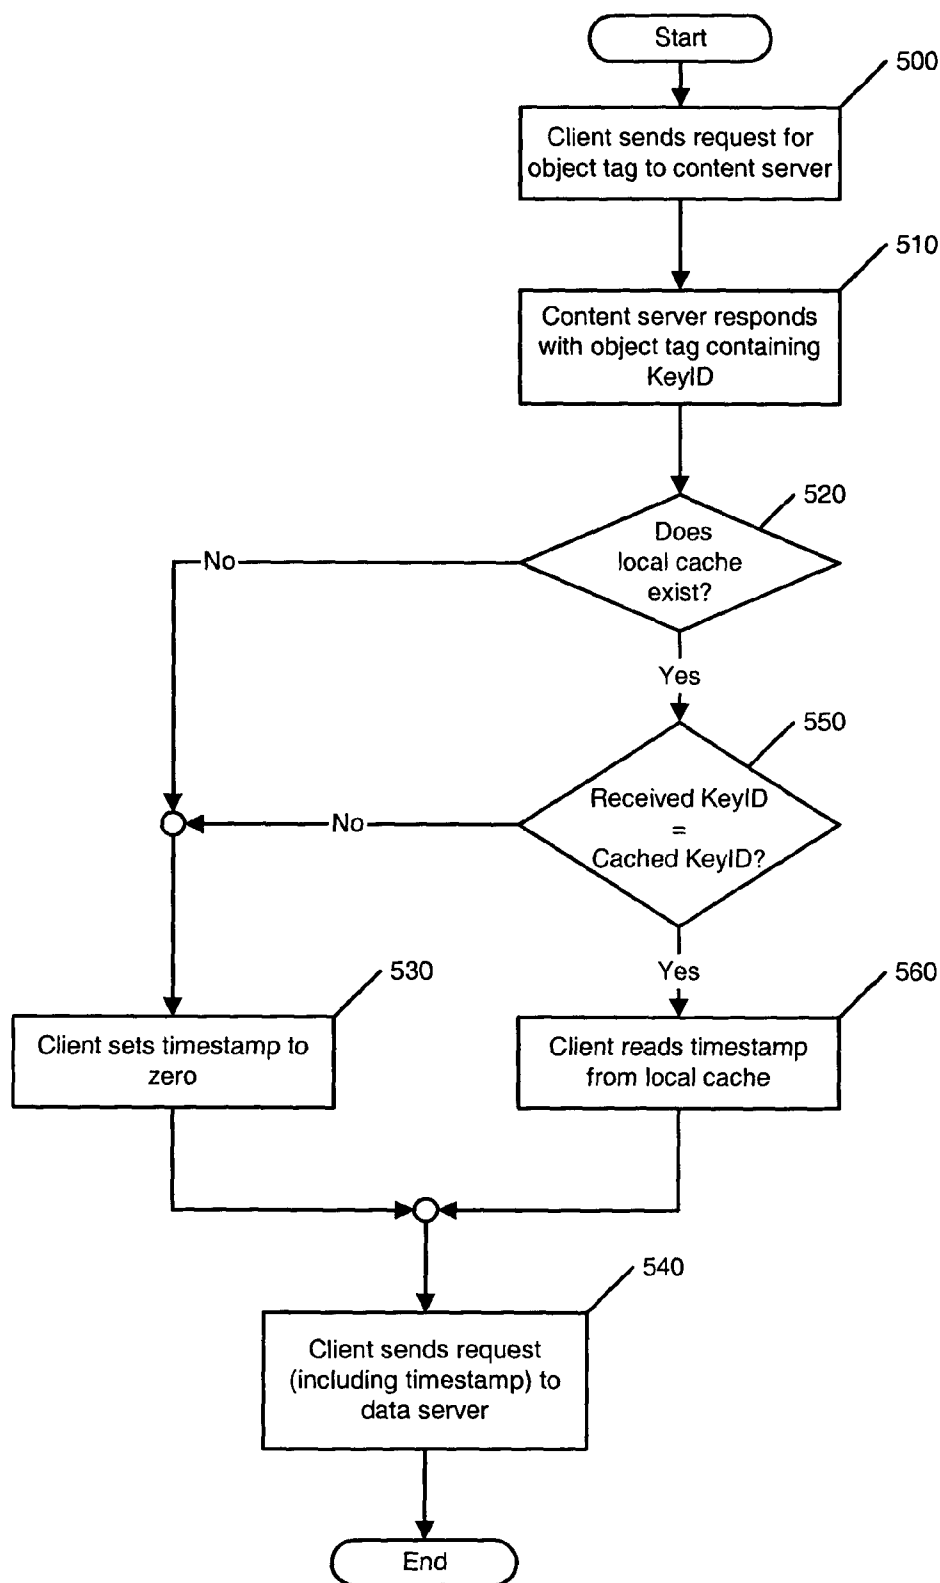 Start
500
Client sends request for
object tag to content server
510
Content server responds
with object tag containing
KeyID
520
Does
local cache
exist?
No
Yes
550
Received KeyID
=
Cached KeyID?
No
Yes
530
Client sets timestamp to
zero
560
Client reads timestamp
from local cache
540
Client sends request
(including timestamp) to
data server
End